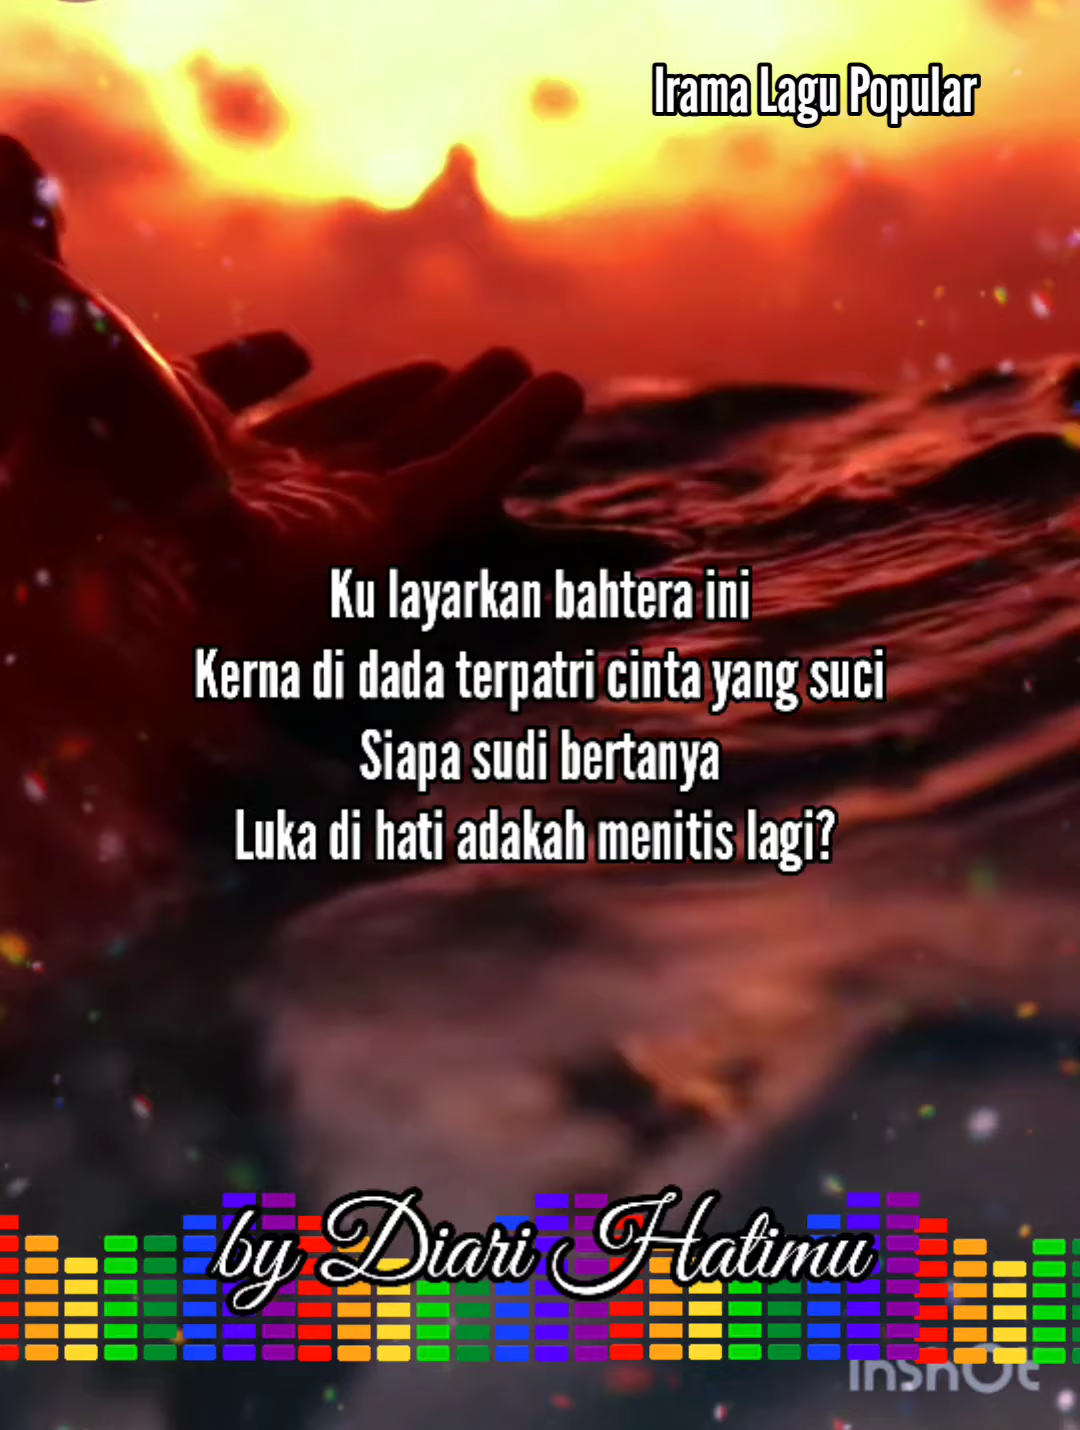 Irama Lagu Popular
Ku layarkan bahtera ini
Kerna di dada terpatri cinta yang suci
Siapa sudi bertanya
Luka di hati adakah menitis lagi?
by Diari Hatimu
InShOt